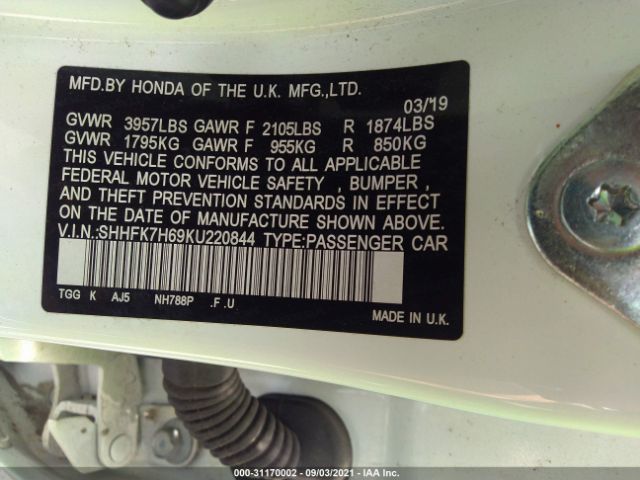 MFD.BY HONDA OF THE U.K. MFG.,LTD.
03/'19
GVWR 3957LBS GAWR F 2105LBS R 1874LBS
GVWR 1795KG GAWR F 955KG R 850KG
THIS VEHICLE CONFORMS TO ALL APPLICABLE
FEDERAL MOTOR VEHICLE SAFETY , BUMPER ,
AND THEFT PREVENTION STANDARDS IN EFFECT
ON THE DATE OF MANUFACTURE SHOWN ABOVE.
V.I.N.:SHHFK7H69KU220844 TYPE:PASSENGER CAR
TGG K AJ5 NH788P .F .U
MADE IN U.K.
000-31170002 - 09/03/2021 - IAA Inc.